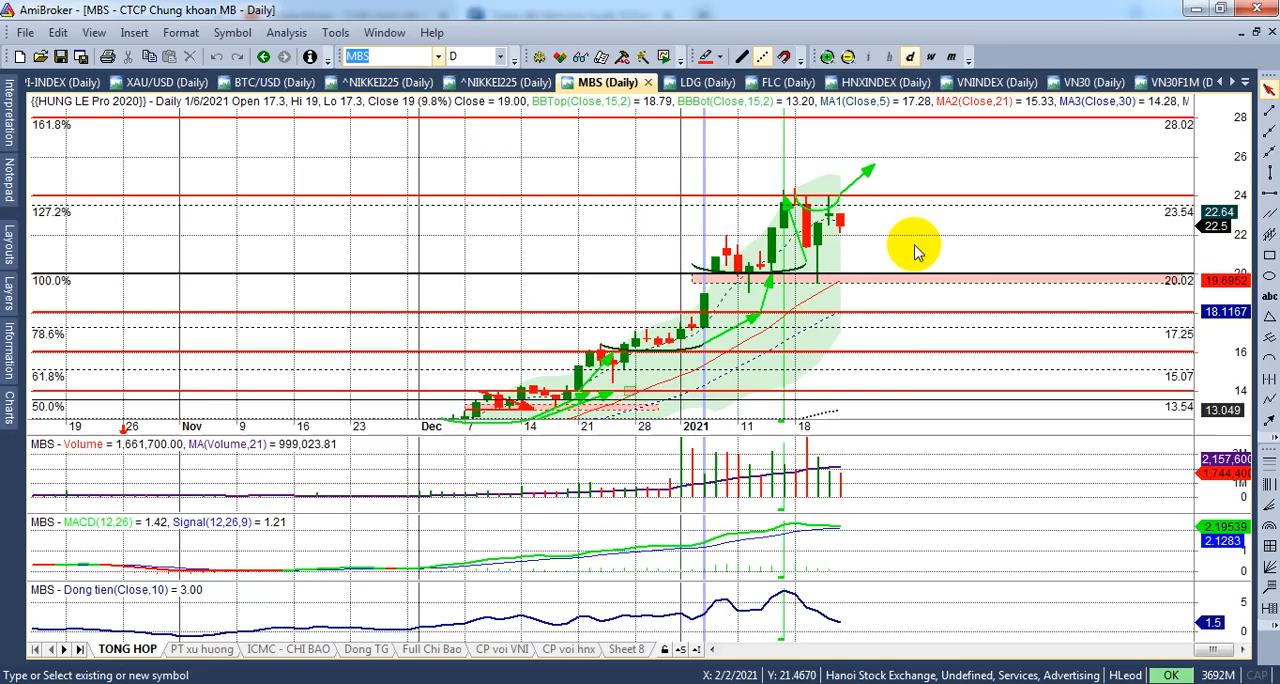 AmiBroker - [MBS - CTCP Chung khoan MB - Daily]
File Edit View Insert Format Symbol Analysis Tools Window Help
MBS D i h d w m
Interpretation
Notepad
Layouts
Layers
Information
Charts
I-INDEX (Daily) XAU/USD (Daily) BTC/USD (Daily) ^NIKKEI225 (Daily) ^NIKKEI225 (Daily) MBS (Daily) LDG (Daily) FLC (Daily) HNXINDEX (Daily) VNINDEX (Daily) VN30 (Daily) VN30F1M (D
{{HUNG LE Pro 2020}} - Daily 1/6/2021 Open 17.3, Hi 19, Lo 17.3, Close 19 (9.8%) Close = 19.00, BBTop(Close,15,2) = 18.79, BBBot(Close,15,2) = 13.20, MA1(Close,5) = 17.28, MA2(Close,21) = 15.33, MA3(Close,30) = 14.28, M
161.8% 28.02 28
26
24
127.2% 23.54 22.64
22.5
22
20
100.0% 20.02 19.6952
18.1167
78.6% 17.25
16
61.8% 15.07
14
50.0% 13.54 13.049
19 26 Nov 9 16 23 Dec 7 14 21 28 2021 11 18
MBS - Volume = 1,661,700.00, MA(Volume,21) = 999,023.81
2,157,600
1,744,400
1M
0
MBS - MACD(12,26) = 1.42, Signal(12,26,9) = 1.21
2.19539
2.1283
1
0
MBS - Dong tien(Close,10) = 3.00
5
1.5
0
TONG HOP PT xu huong ICMC - CHI BAO Dong TG Full Chi Bao CP voi VNI CP voi hnx Sheet 8
Type or Select existing or new symbol X: 2/2/2021 Y: 21.4670 Hanoi Stock Exchange, Undefined, Services, Advertising HLeod OK 3692M CAP
abc